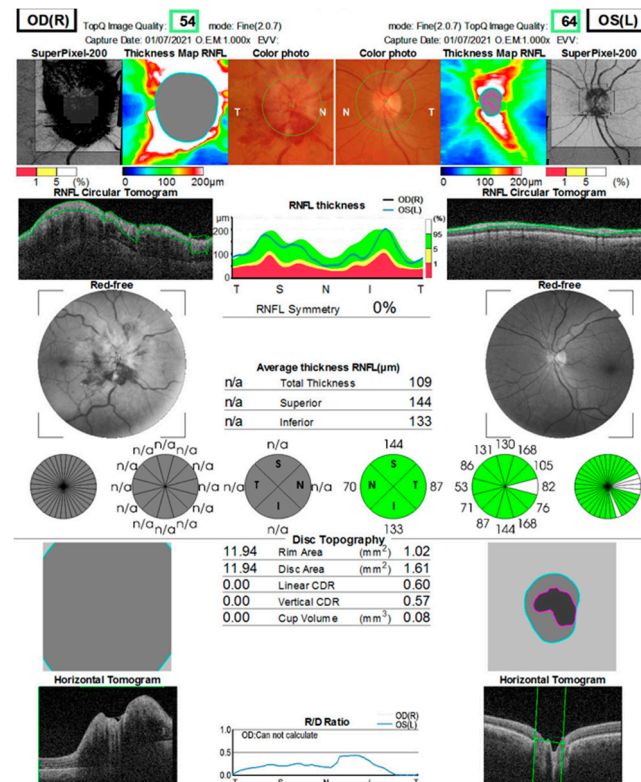 OD(R) TopQ Image Quality: 54 mode: Fine(2.0.7) mode: Fine(2.0.7) TopQ Image Quality: 64 OS(L)
Capture Date: 01/07/2021 O.E.M:1.000x EVV: Capture Date: 01/07/2021 O.E.M:1.000x EVV:
SuperPixel-200 Thickness Map RNFL Color photo Color photo Thickness Map RNFL SuperPixel-200
T N N T
1 5 (%) 0 100 200μm 0 100 200μm 1 5 (%)
RNFL Circular Tomogram RNFL Circular Tomogram
RNFL thickness OD(R)
OS(L)
μm (%)
200 95
100 5
0 1
T S N I T
RNFL Symmetry 0%
Red-free Red-free
Average thickness RNFL(μm)
n/a Total Thickness 109
n/a Superior 144
n/a Inferior 133
n/a n/a n/a n/a n/a n/a n/a n/a n/a n/a n/a n/a
n/a n/a n/a n/a
S T N I
144 70 87 133
S N T I
131 130 168 86 105 53 82 71 76 87 144 168
Disc Topography
11.94 Rim Area (mm²) 1.02
11.94 Disc Area (mm²) 1.61
0.00 Linear CDR 0.60
0.00 Vertical CDR 0.57
0.00 Cup Volume (mm³) 0.08
Horizontal Tomogram Horizontal Tomogram
R/D Ratio OD(R)
OS(L)
1.0
OD:Can not calculate
0.5
0.0
T S N I T